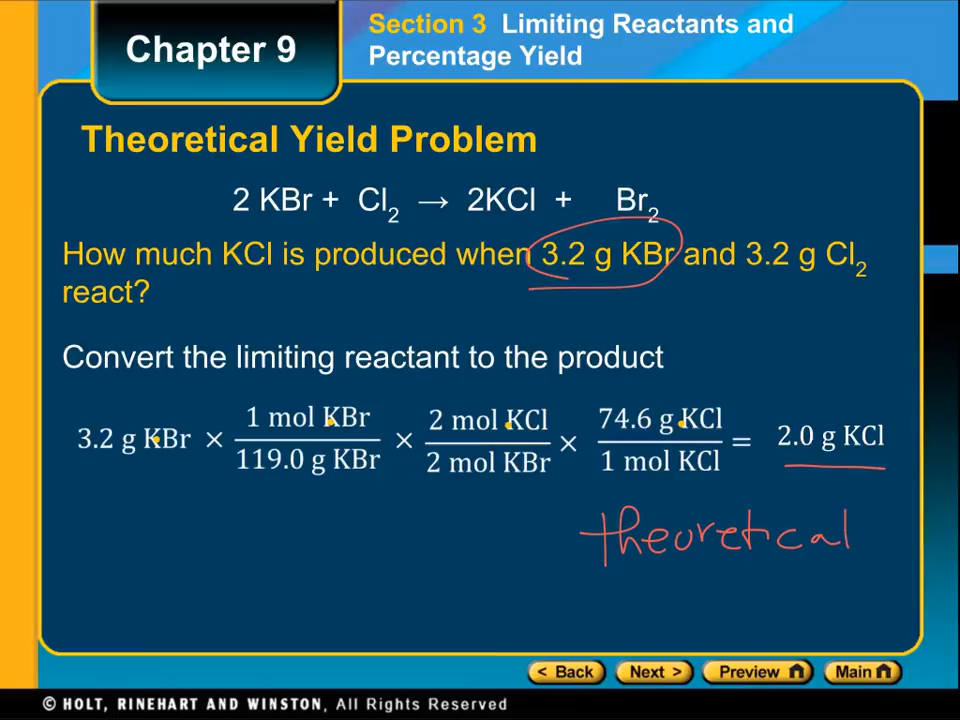 Chapter 9
Section 3 Limiting Reactants and
Percentage Yield
Theoretical Yield Problem
2 KBr + Cl₂ → 2KCl + Br₂
How much KCl is produced when 3.2 g KBr and 3.2 g Cl₂
react?
Convert the limiting reactant to the product
3.2 g KBr × 1 mol KBr / 119.0 g KBr × 2 mol KCl / 2 mol KBr × 74.6 g KCl / 1 mol KCl = 2.0 g KCl
theoretical
< Back Next > Preview Main
© HOLT, RINEHART AND WINSTON, All Rights Reserved